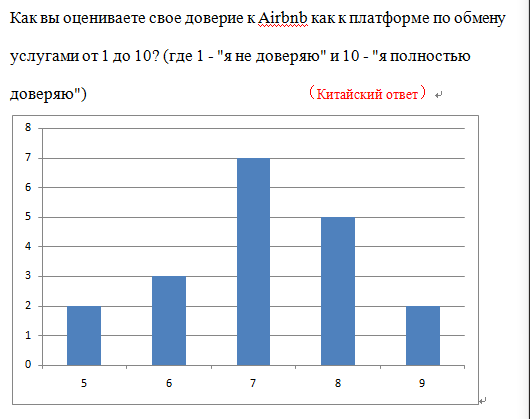 Как вы оцениваете свое доверие к Airbnb как к платформе по обмену
услугами от 1 до 10? (где 1 - "я не доверяю" и 10 - "я полностью
доверяю") （Китайский ответ）
8
7
6
5
4
3
2
1
0
5 6 7 8 9